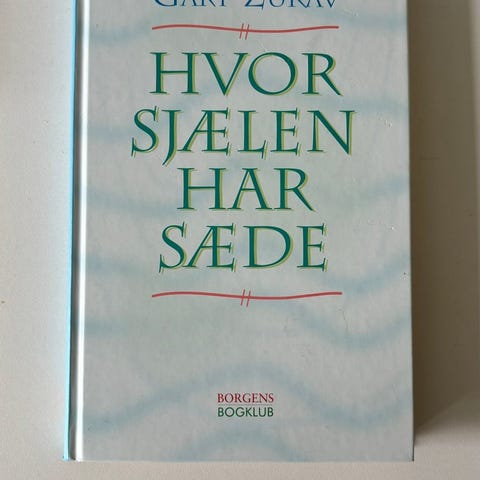 GARY ZUKAV
HVOR
SJÆLEN
HAR
SÆDE
BORGENS
BOGKLUB